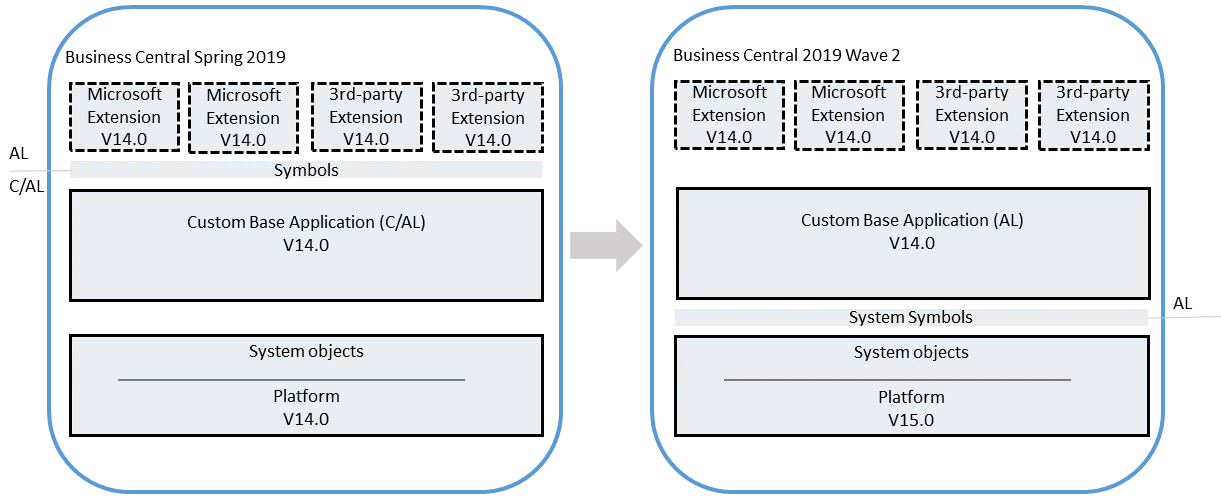 Business Central Spring 2019
Microsoft
Extension
V14.0
Microsoft
Extension
V14.0
3rd-party
Extension
V14.0
3rd-party
Extension
V14.0
AL
C/AL
Symbols
Custom Base Application (C/AL)
V14.0
System objects
Platform
V14.0
Business Central 2019 Wave 2
Microsoft
Extension
V14.0
Microsoft
Extension
V14.0
3rd-party
Extension
V14.0
3rd-party
Extension
V14.0
Custom Base Application (AL)
V14.0
System Symbols
AL
System objects
Platform
V15.0